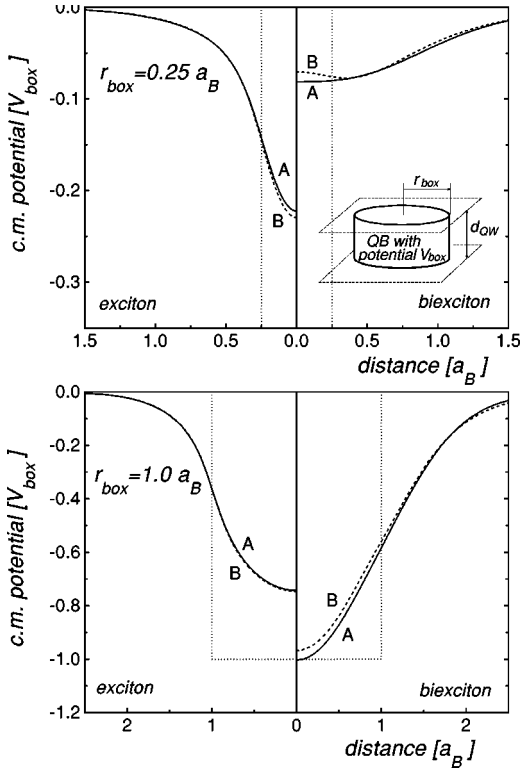 0.0
-0.1
-0.2
-0.3
c.m. potential [V_box]
r_box=0.25 a_B
A
B
exciton
B
A
r_box
d_QW
QB with
potential V_box
biexciton
1.5 1.0 0.5 0.0 0.5 1.0 1.5
distance [a_B]
0.0
-0.2
-0.4
-0.6
-0.8
-1.0
-1.2
c.m. potential [V_box]
r_box=1.0 a_B
A
B
exciton
B
A
biexciton
2 1 0 1 2
distance [a_B]